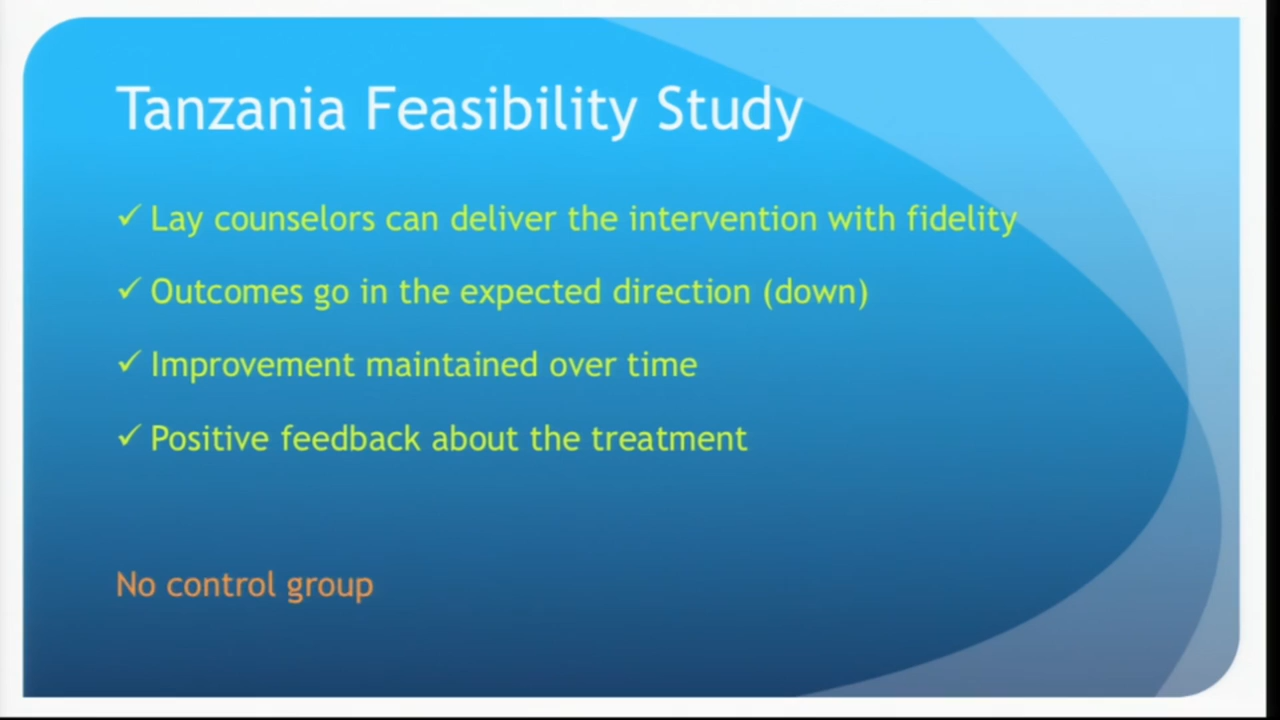 Tanzania Feasibility Study
✓ Lay counselors can deliver the intervention with fidelity
✓ Outcomes go in the expected direction (down)
✓ Improvement maintained over time
✓ Positive feedback about the treatment
No control group